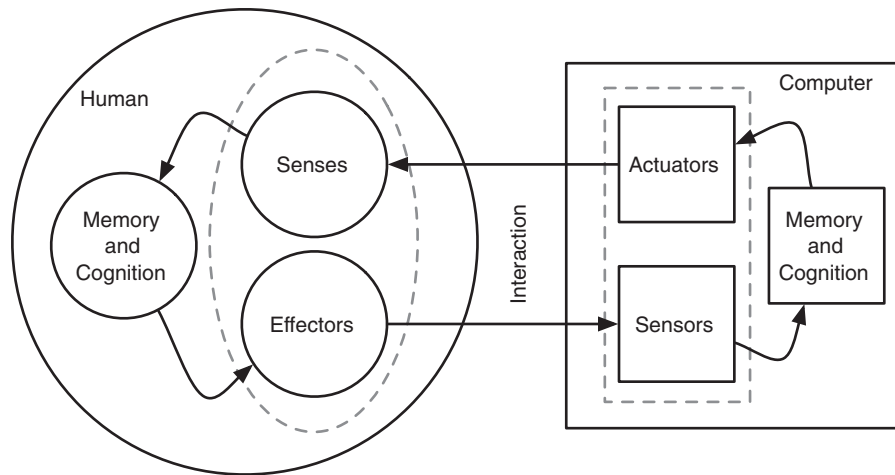 Human
Senses
Memory
and
Cognition
Effectors
Interaction
Computer
Actuators
Memory
and
Cognition
Sensors